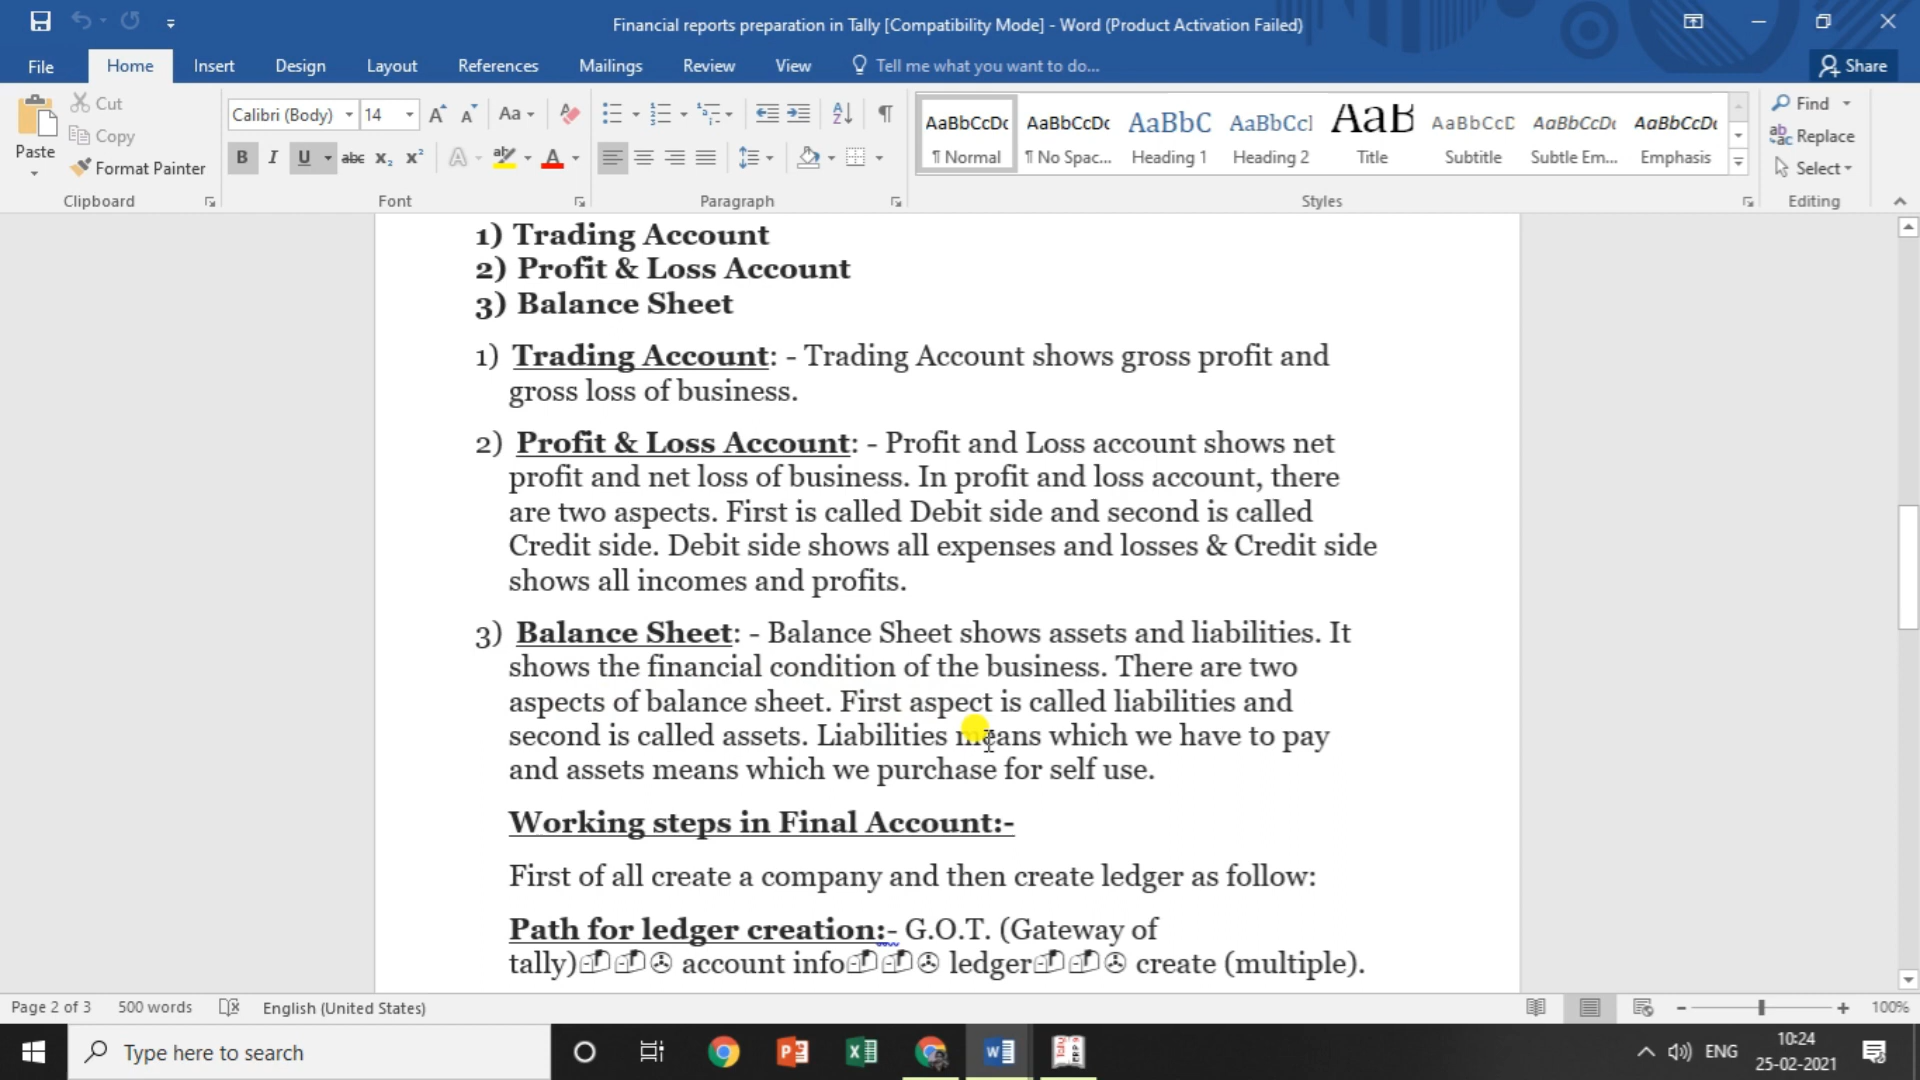 Financial reports preparation in Tally [Compatibility Mode] - Word (Product Activation Failed)
File Home Insert Design Layout References Mailings Review View Tell me what you want to do... Share
Cut
Copy
Format Painter
Paste
Clipboard
Calibri (Body) 14
Font
Paragraph
AaBbCcDc AaBbCcDc AaBbC AaBbCcl AaB AaBbCcD AaBbCcDc AaBbCcDc
¶ Normal ¶ No Spac... Heading 1 Heading 2 Title Subtitle Subtle Em... Emphasis
Styles
Find
Replace
Select
Editing
1) Trading Account
2) Profit & Loss Account
3) Balance Sheet
1) Trading Account: - Trading Account shows gross profit and
gross loss of business.
2) Profit & Loss Account: - Profit and Loss account shows net
profit and net loss of business. In profit and loss account, there
are two aspects. First is called Debit side and second is called
Credit side. Debit side shows all expenses and losses & Credit side
shows all incomes and profits.
3) Balance Sheet: - Balance Sheet shows assets and liabilities. It
shows the financial condition of the business. There are two
aspects of balance sheet. First aspect is called liabilities and
second is called assets. Liabilities means which we have to pay
and assets means which we purchase for self use.
Working steps in Final Account:-
First of all create a company and then create ledger as follow:
Path for ledger creation:- G.O.T. (Gateway of
tally) account info ledger create (multiple).
Page 2 of 3 500 words English (United States) 100%
Type here to search
ENG
10:24
25-02-2021